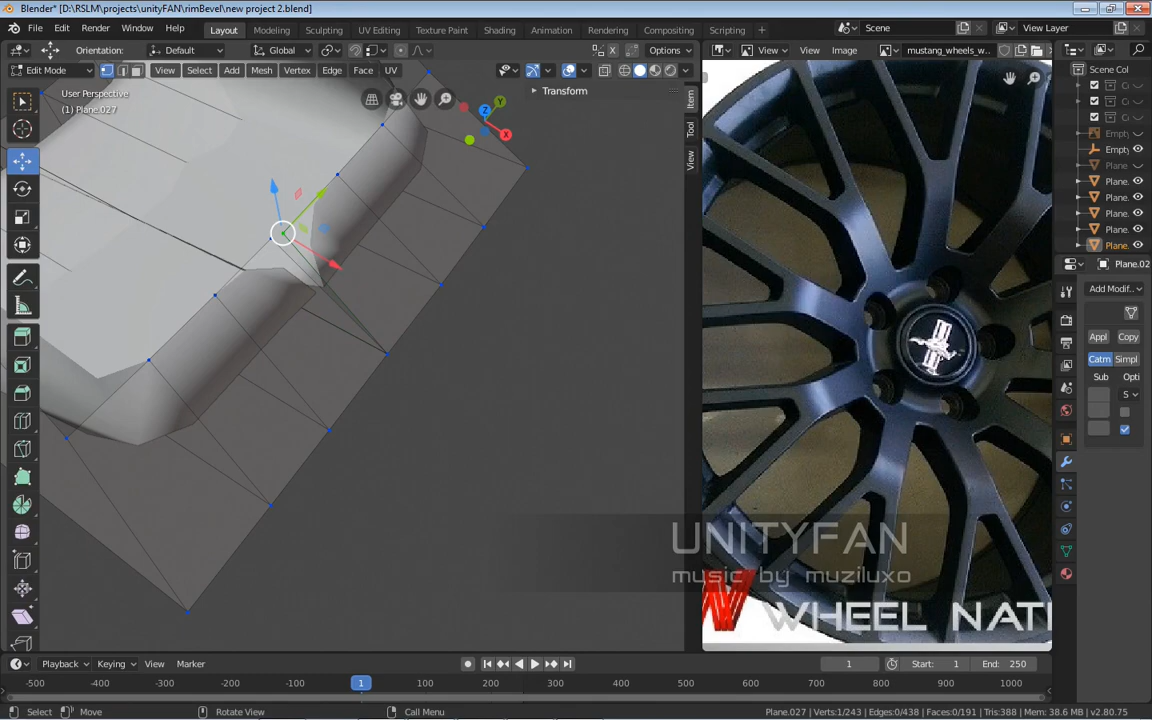 Blender* [D:\RSLM\projects\unityFAN\rimBevel\new project 2.blend]
File Edit Render Window Help Layout Modeling Sculpting UV Editing Texture Paint Shading Animation Rendering Compositing Scripting Scene View Layer
Orientation: Default Global Options View Image mustang_wheels_w...
Edit Mode View Select Add Mesh Vertex Edge Face UV
Scene Col
User Perspective
(1) Plane.027
Transform
Item
Tool
View
Z
Y
X
Empty
Empty
Plane.
Plane.
Plane.
Plane.
Plane.
Plane.
Plane.02
Add Modif..
Appl Copy
Catm Simpl
Sub Opti
S
UNITYFAN
music by muziluxo
W WHEEL NATI
Playback Keying View Marker 1 Start: 1 End: 250
-500 -400 -300 -200 -100 1 100 200 300 400 500 600 700 800 900 1000
Select Move Rotate View Call Menu Plane.027 | Verts:1/243 | Edges:0/438 | Faces:0/191 | Tris:388 | Mem: 38.6 MB | v2.80.75